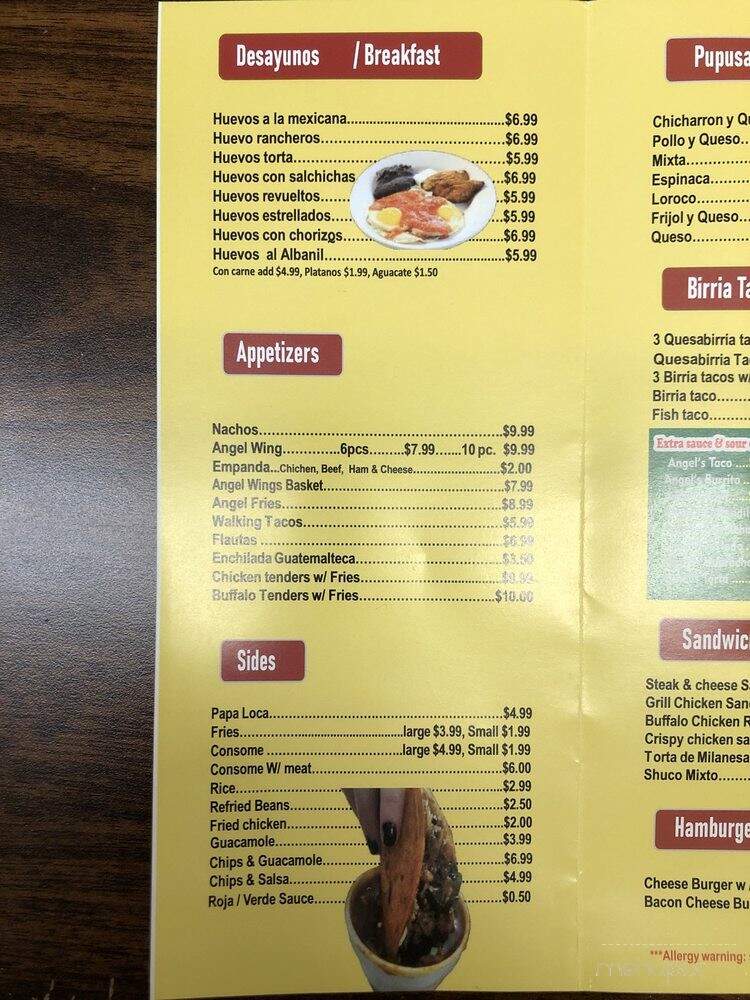 Desayunos / Breakfast
Huevos a la mexicana...$6.99
Huevo rancheros...$6.99
Huevos torta...$5.99
Huevos con salchichas $6.99
Huevos revueltos...$5.99
Huevos estrellados...$5.99
Huevos con chorizos...$6.99
Huevos al Albanil...$5.99
Con carne add $4.99, Platanos $1.99, Aguacate $1.50
Appetizers
Nachos...$9.99
Angel Wing...6pcs...$7.99...10 pc. $9.99
Empanda...Chichen, Beef, Ham & Cheese...$2.00
Angel Wings Basket...$7.99
Angel Fries...$8.99
Walking Tacos...$5.99
Flautas ...$6.99
Enchilada Guatemalteca...$3.50
Chicken tenders w/ Fries...$9.99
Buffalo Tenders w/ Fries...$10.00
Sides
Papa Loca...$4.99
Fries...large $3.99, Small $1.99
Consome ...large $4.99, Small $1.99
Consome W/ meat...$6.00
Rice...$2.99
Refried Beans...$2.50
Fried chicken...$2.00
Guacamole...$3.99
Chips & Guacamole...$6.99
Chips & Salsa...$4.99
Roja / Verde Sauce...$0.50
Pupusa
Chicharron y Qu
Pollo y Queso...
Mixta...
Espinaca...
Loroco...
Frijol y Queso...
Queso...
Birria Ta
3 Quesabirria ta
Quesabirria Ta
3 Birria tacos w/
Birria taco...
Fish taco...
Extra sauce & sour
Angel's Taco ...
Angel's Burrito ...
Sandwic
Steak & cheese S
Grill Chicken San
Buffalo Chicken R
Crispy chicken sa
Torta de Milanesa
Shuco Mixto...
Hamburge
Cheese Burger w /
Bacon Cheese Bu
***Allergy warning: